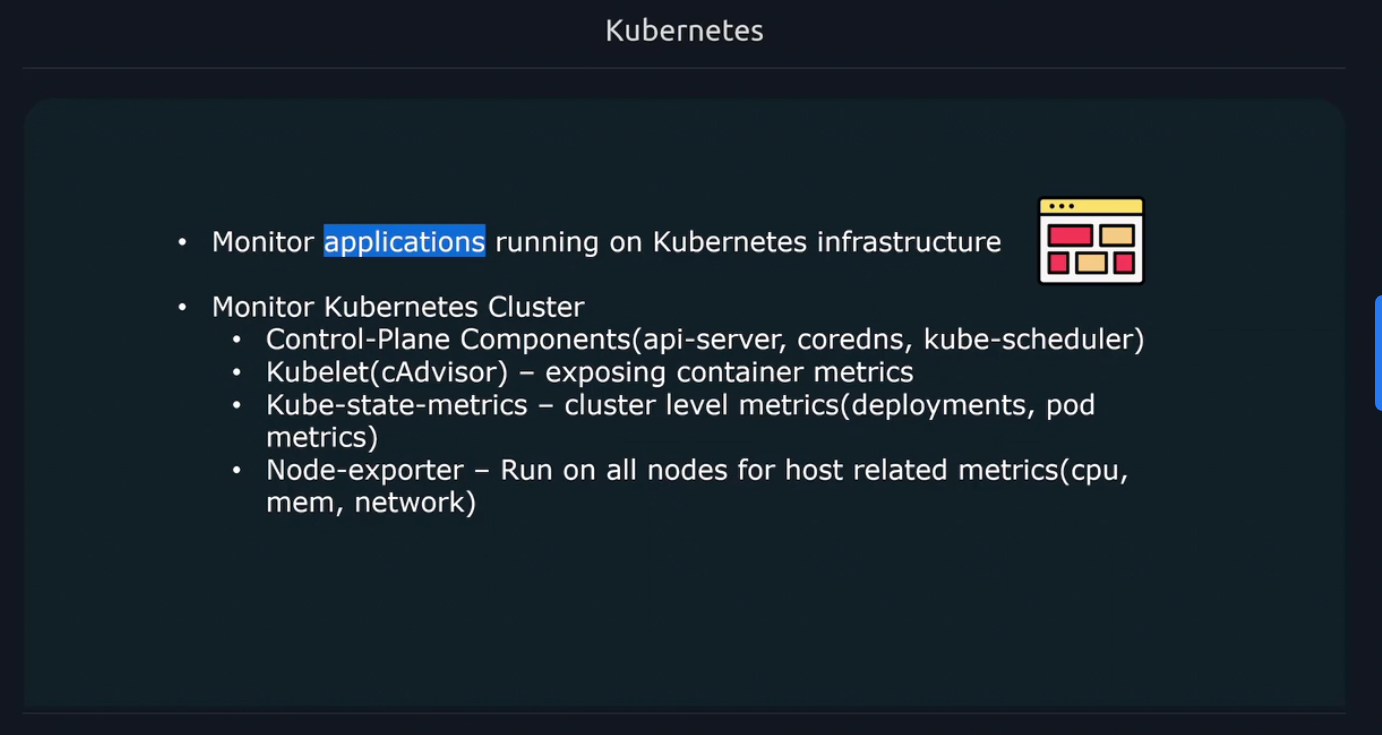 Kubernetes
• Monitor applications running on Kubernetes infrastructure
• Monitor Kubernetes Cluster
• Control-Plane Components(api-server, coredns, kube-scheduler)
• Kubelet(cAdvisor) – exposing container metrics
• Kube-state-metrics – cluster level metrics(deployments, pod
metrics)
• Node-exporter – Run on all nodes for host related metrics(cpu,
mem, network)